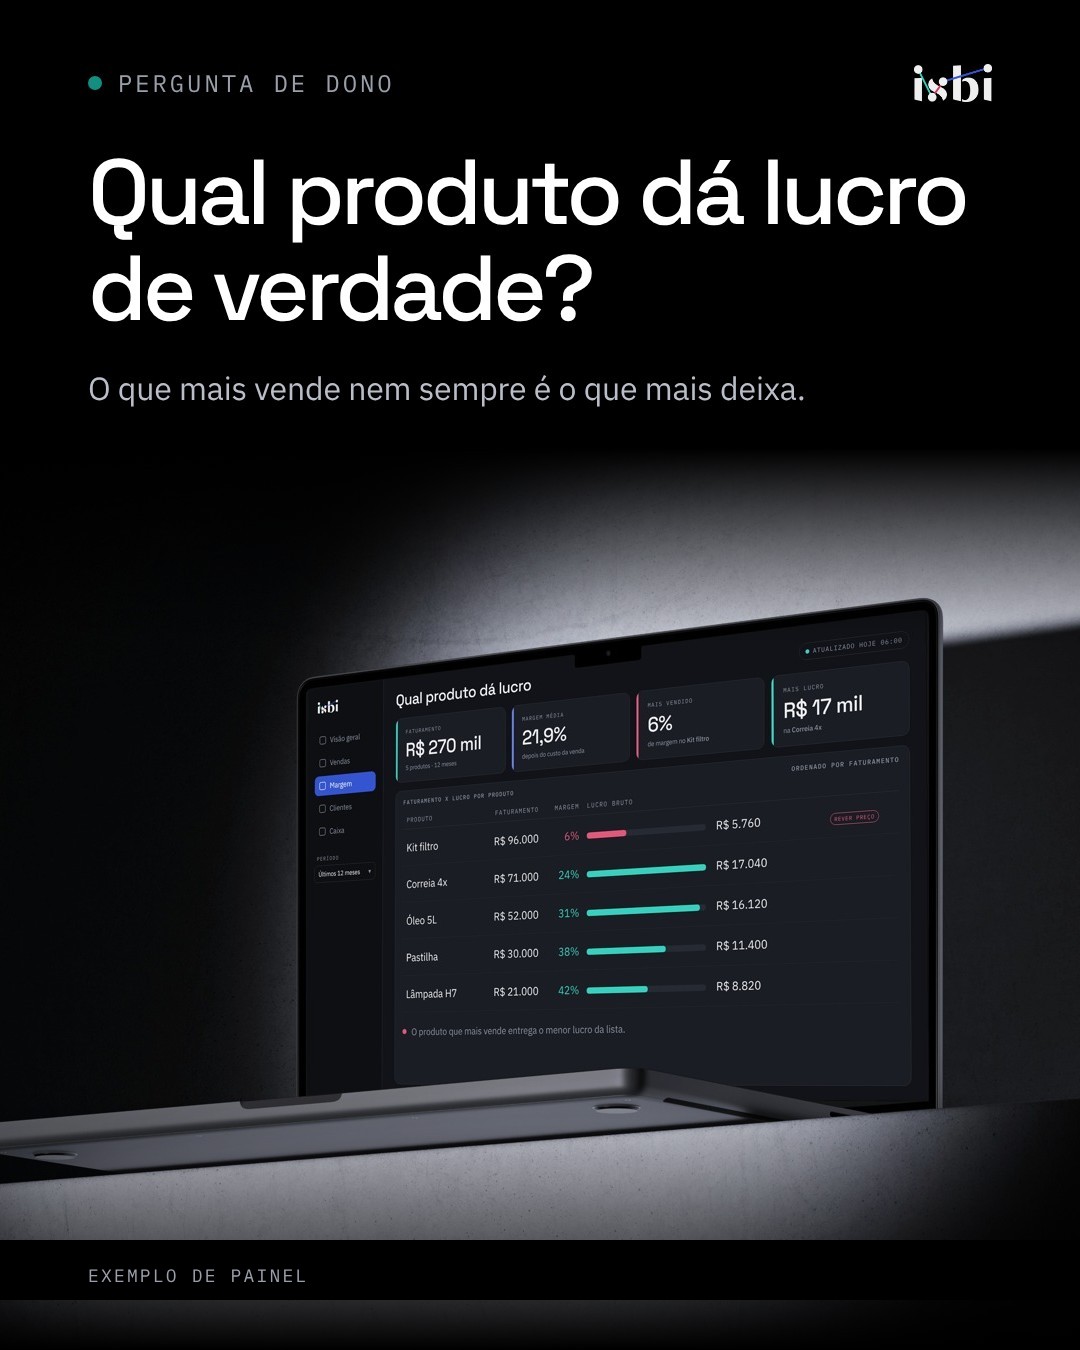 PERGUNTA DE DONO
isbi
Qual produto dá lucro
de verdade?
O que mais vende nem sempre é o que mais deixa.
ATUALIZADO HOJE 06:00
isbi
Qual produto dá lucro
Visão geral
Vendas
Margem
Clientes
Caixa
PERÍODO
Últimos 12 meses
FATURAMENTO
R$ 270 mil
5 produtos · 12 meses
MARGEM MÉDIA
21,9%
depois do custo da venda
MAIS VENDIDO
6%
de margem no Kit filtro
MAIS LUCRO
R$ 17 mil
na Correia 4x
FATURAMENTO X LUCRO POR PRODUTO
ORDENADO POR FATURAMENTO
PRODUTO FATURAMENTO MARGEM LUCRO BRUTO
Kit filtro R$ 96.000 6% R$ 5.760 REVER PREÇO
Correia 4x R$ 71.000 24% R$ 17.040
Óleo 5L R$ 52.000 31% R$ 16.120
Pastilha R$ 30.000 38% R$ 11.400
Lâmpada H7 R$ 21.000 42% R$ 8.820
O produto que mais vende entrega o menor lucro da lista.
EXEMPLO DE PAINEL